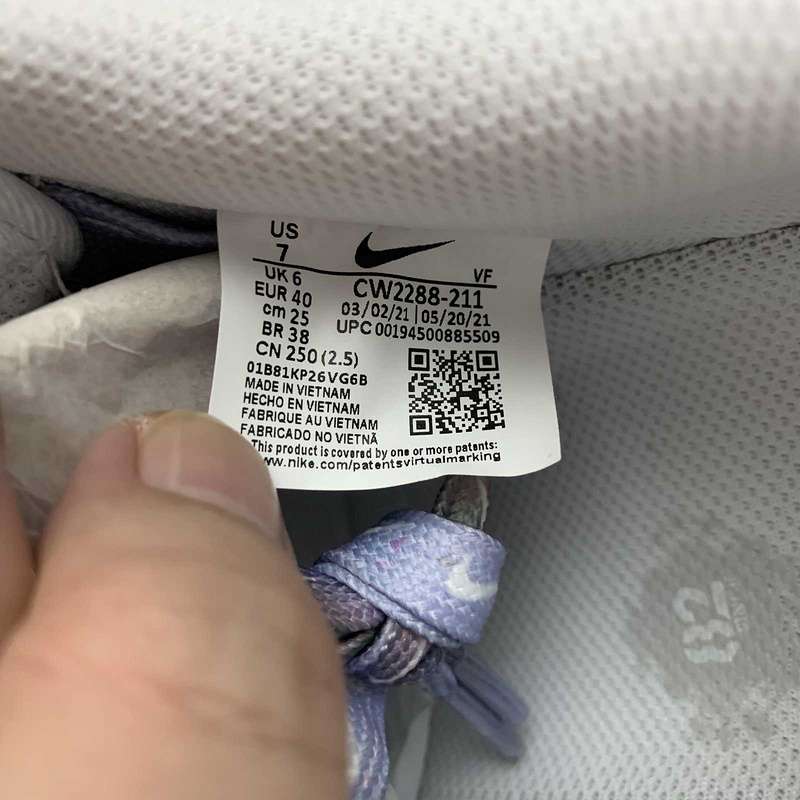 US
7
VF
UK 6
EUR 40
cm 25
BR 38
CN 250 (2.5)
CW2288-211
03/02/21 | 05/20/21
UPC 00194500885509
01B81KP26VG6B
MADE IN VIETNAM
HECHO EN VIETNAM
FABRIQUE AU VIETNAM
FABRICADO NO VIETNÃ
This product is covered by one or more patents:
www.nike.com/patentsvirtualmarking